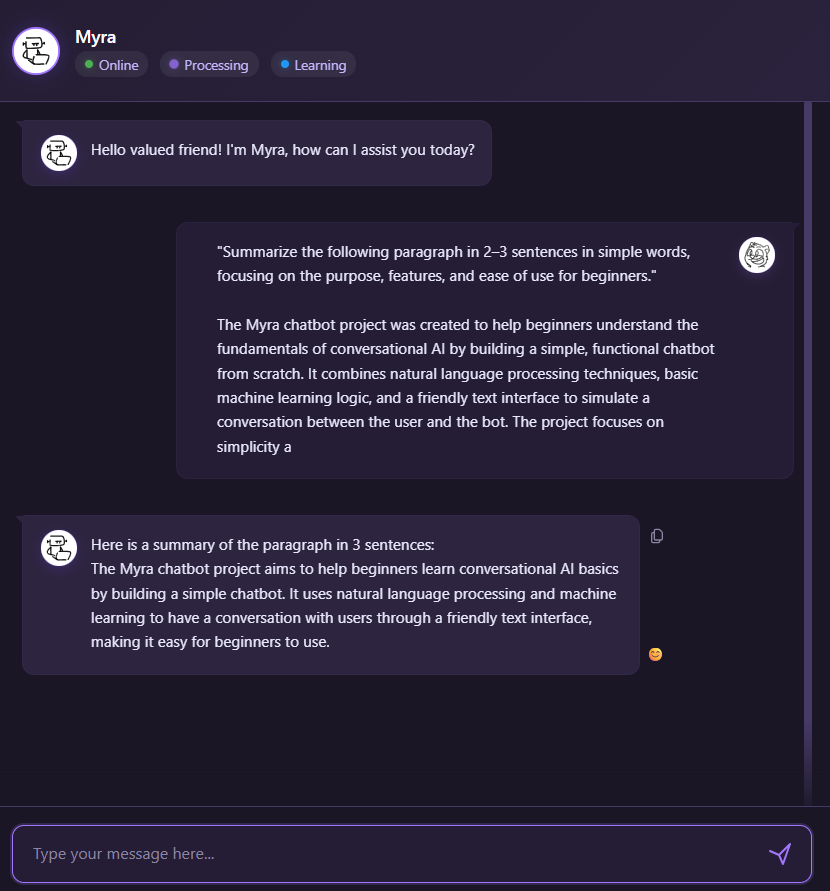 Myra
Online
Processing
Learning
Hello valued friend! I'm Myra, how can I assist you today?
"Summarize the following paragraph in 2–3 sentences in simple words,
focusing on the purpose, features, and ease of use for beginners."
The Myra chatbot project was created to help beginners understand the
fundamentals of conversational AI by building a simple, functional chatbot
from scratch. It combines natural language processing techniques, basic
machine learning logic, and a friendly text interface to simulate a
conversation between the user and the bot. The project focuses on
simplicity a
Here is a summary of the paragraph in 3 sentences:
The Myra chatbot project aims to help beginners learn conversational AI basics
by building a simple chatbot. It uses natural language processing and machine
learning to have a conversation with users through a friendly text interface,
making it easy for beginners to use.
Type your message here...